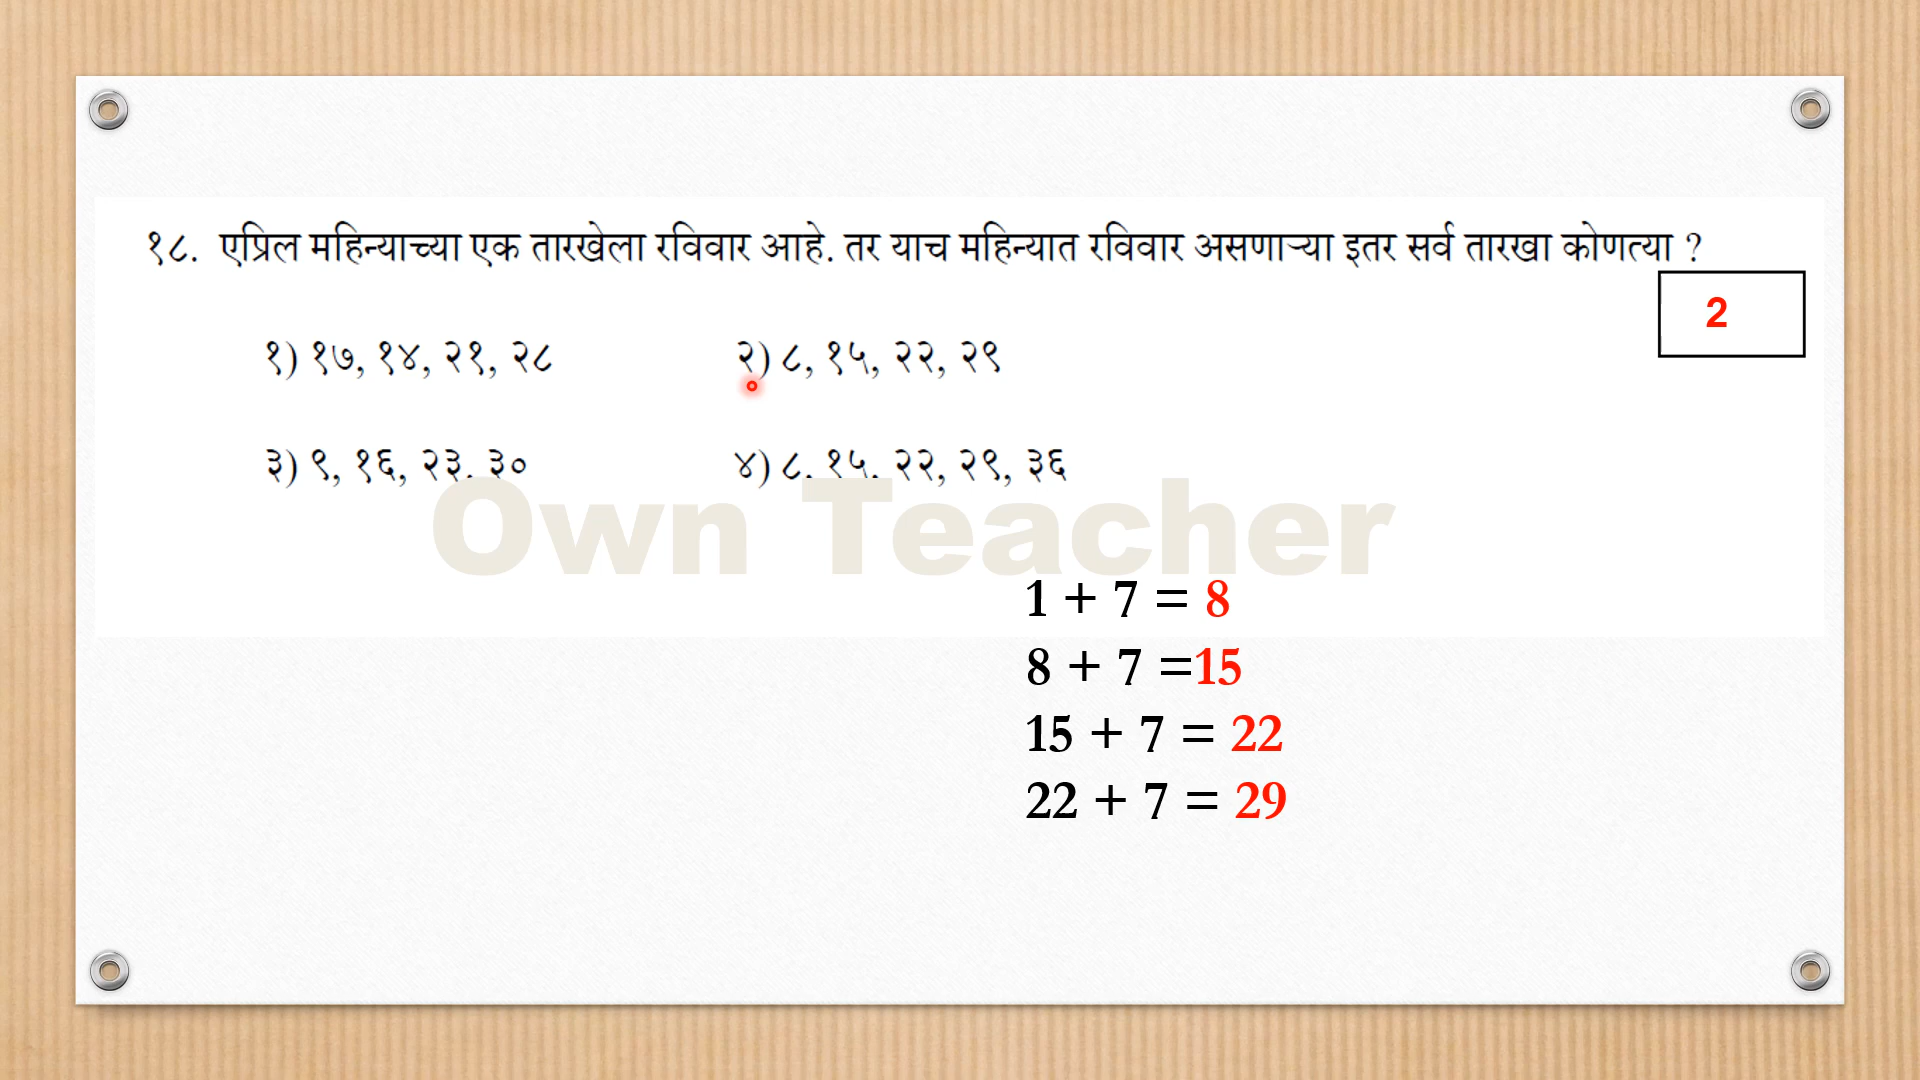 १८. एप्रिल महिन्याच्या एक तारखेला रविवार आहे. तर याच महिन्यात रविवार असणाऱ्या इतर सर्व तारखा कोणत्या ?
2
१) १७, १४, २१, २८ २) ८, १५, २२, २९
३) ९, १६, २३. ३० ४) ८. १५. २२, २९, ३६
Own Teacher
1 + 7 = 8
8 + 7 =15
15 + 7 = 22
22 + 7 = 29